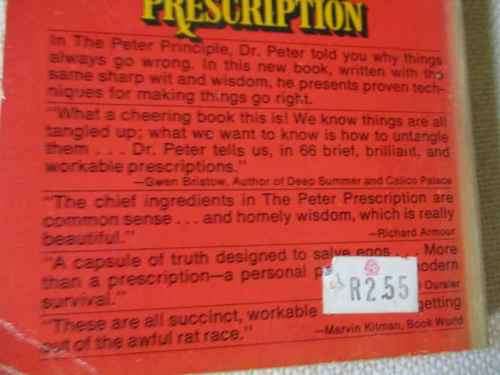 PRESCRIPTION
In The Peter Principle, Dr. Peter told you why things
always go wrong. In this new book, written with the
same sharp wit and wisdom, he presents proven tech-
niques for making things go right.
"What a cheering book this is! We know things are all
tangled up; what we want to know is how to untangle
them . . . Dr. Peter tells us, in 66 brief, brilliant, and
workable prescriptions."
—Gwen Bristow, Author of Deep Summer and Calico Palace
"The chief ingredients in The Peter Prescription are
common sense . . . and homely wisdom, which is really
beautiful."
—Richard Armour
"A capsule of truth designed to salve egos . . . More
than a prescription—a personal
survival."
Oursler
R2.55
"These are all succinct, workable getting
out of the awful rat race."
—Marvin Kitman, Book World